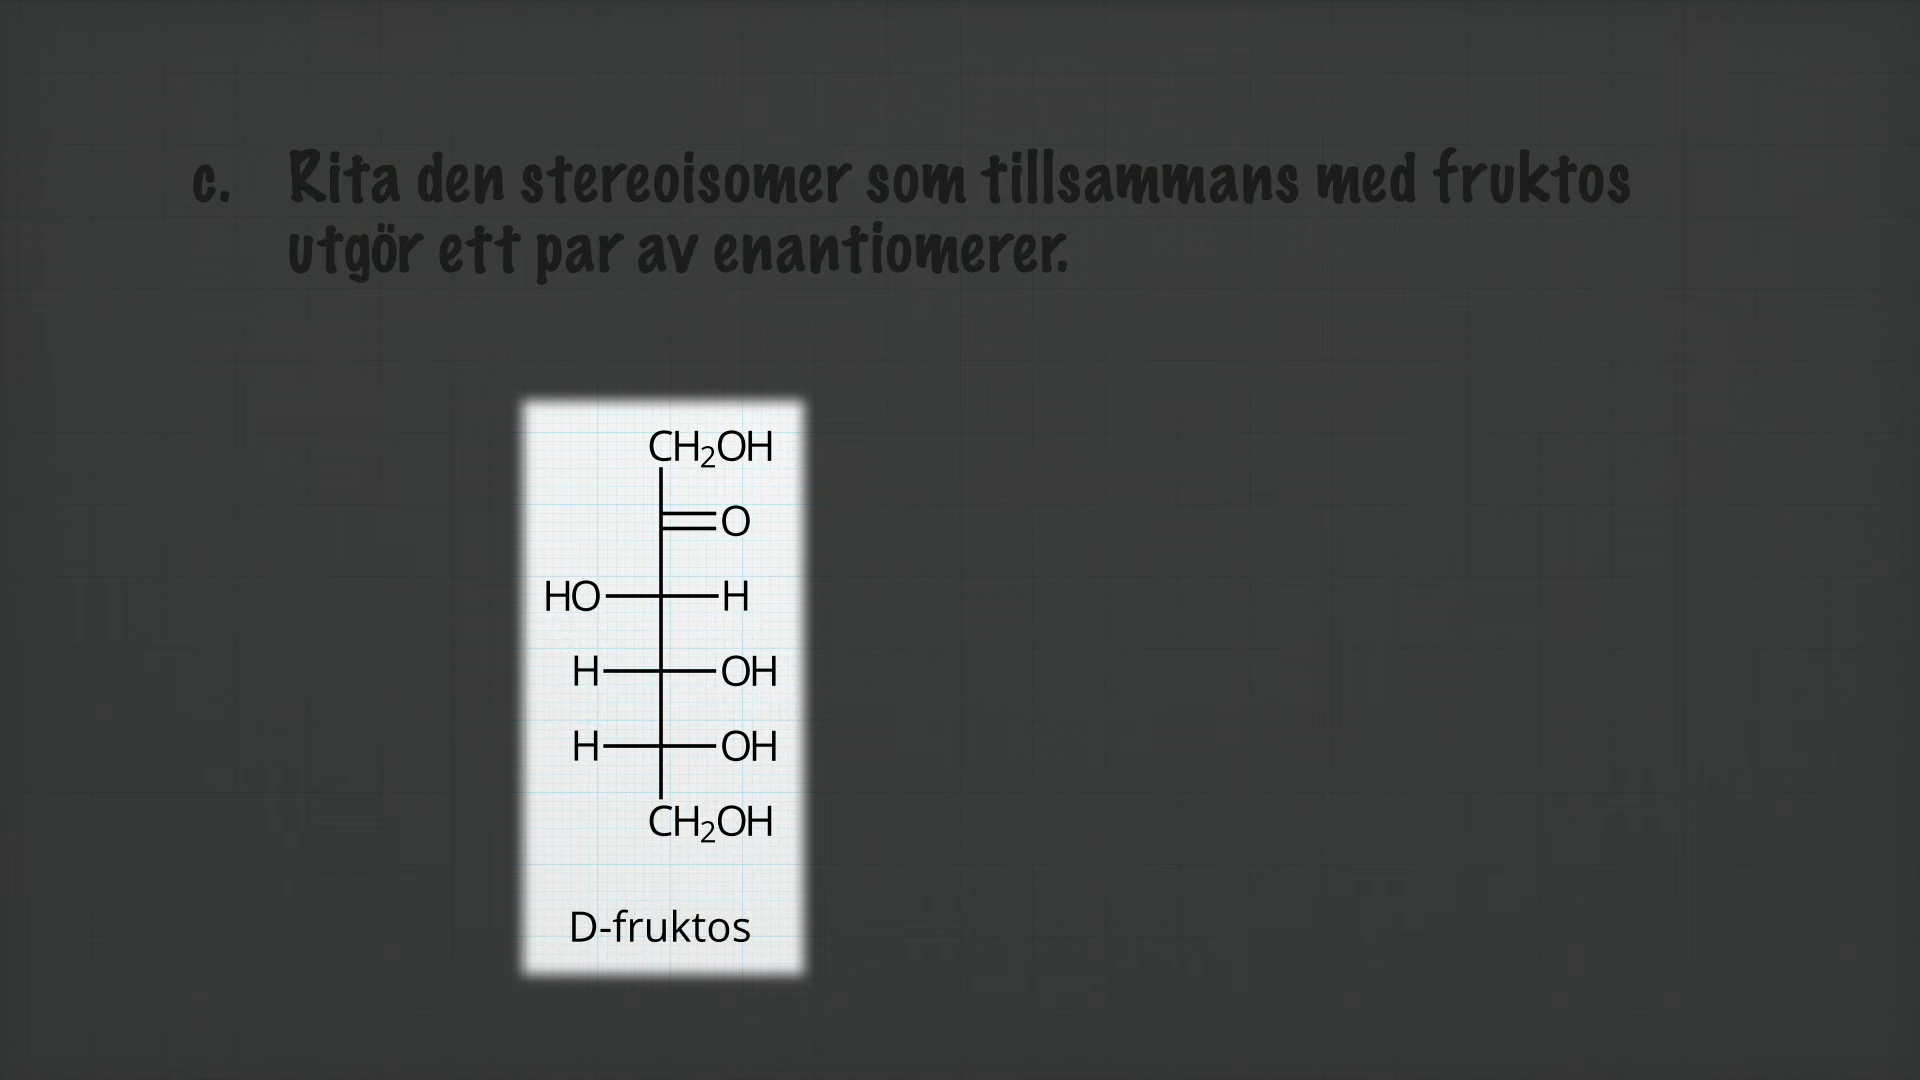 c. Rita den stereoisomer som tillsammans med fruktos
utgör ett par av enantiomerer.
CH₂OH
O
HO H
H OH
H OH
CH₂OH
D-fruktos